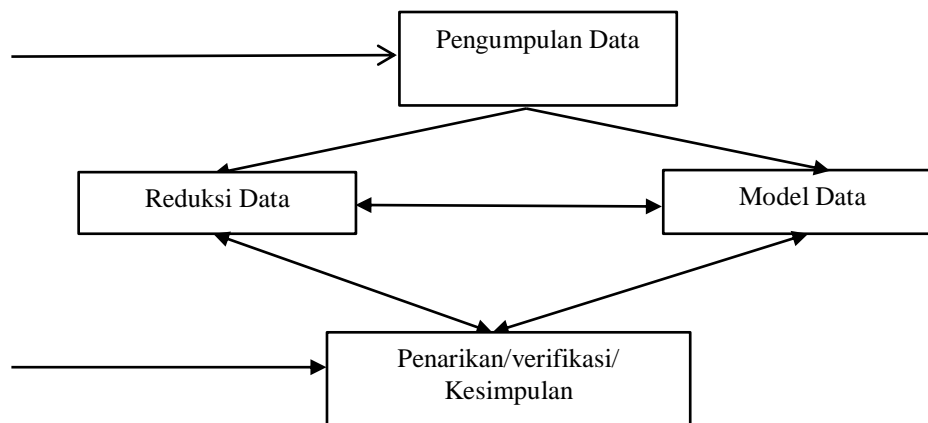 Pengumpulan Data
Reduksi Data
Model Data
Penarikan/verifikasi/
Kesimpulan